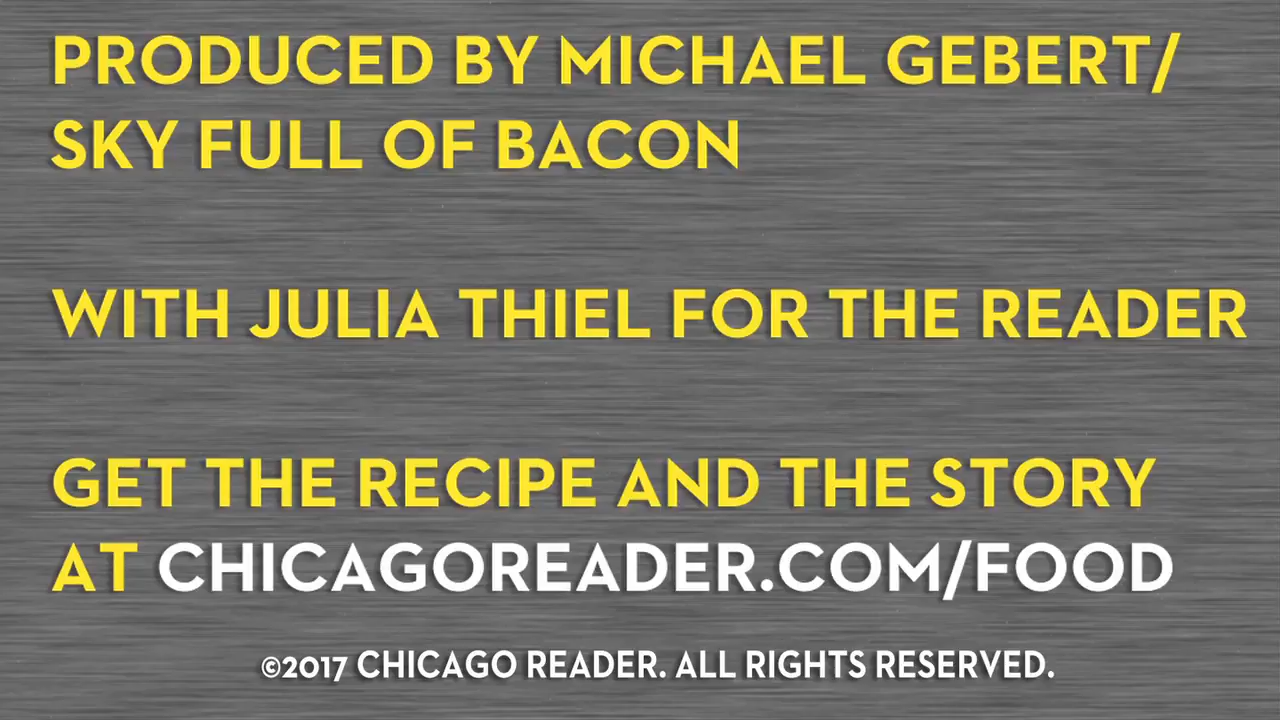 PRODUCED BY MICHAEL GEBERT/
SKY FULL OF BACON
WITH JULIA THIEL FOR THE READER
GET THE RECIPE AND THE STORY
AT CHICAGOREADER.COM/FOOD
©2017 CHICAGO READER. ALL RIGHTS RESERVED.